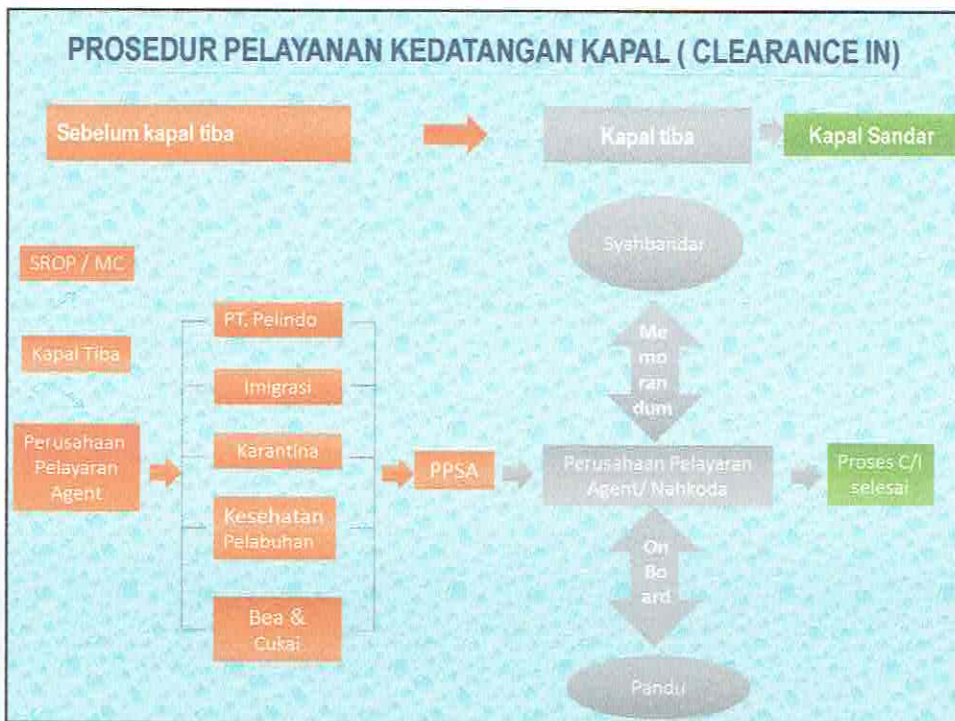 PROSEDUR PELAYANAN KEDATANGAN KAPAL ( CLEARANCE IN)
Sebelum kapal tiba
Kapal tiba
Kapal Sandar
SROP / MC
Kapal Tiba
Perusahaan
Pelayaran
Agent
PT. Pelindo
Imigrasi
Karantina
Kesehatan
Pelabuhan
Bea &
Cukai
PPSA
Syahbandar
Me
mo
ran
dum
Perusahaan Pelayaran
Agent/ Nahkoda
On
Bo
ard
Pandu
Proses C/I
selesai